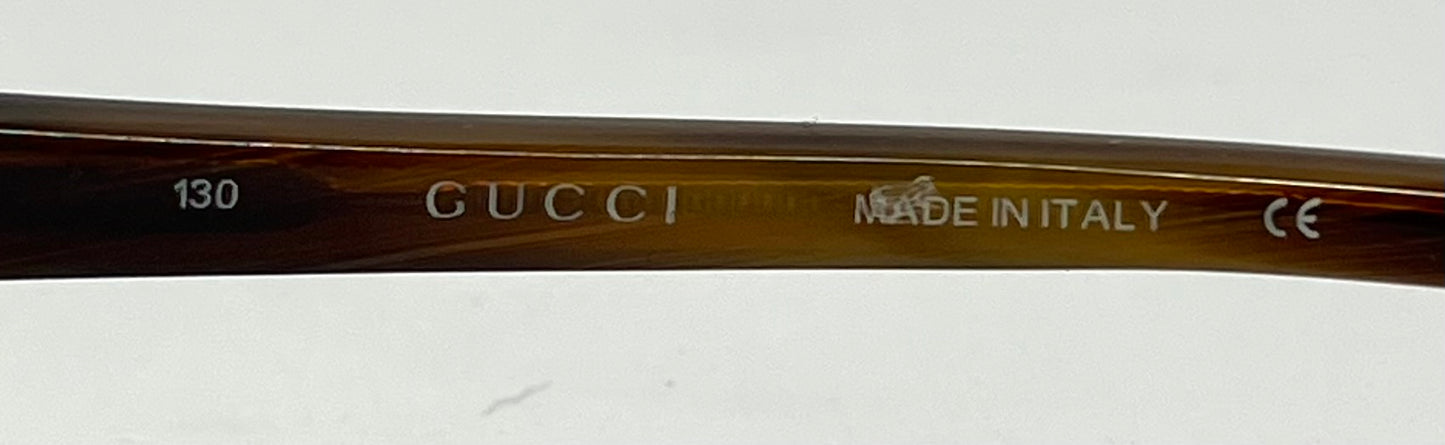 130 GUCCI MADE IN ITALY CE